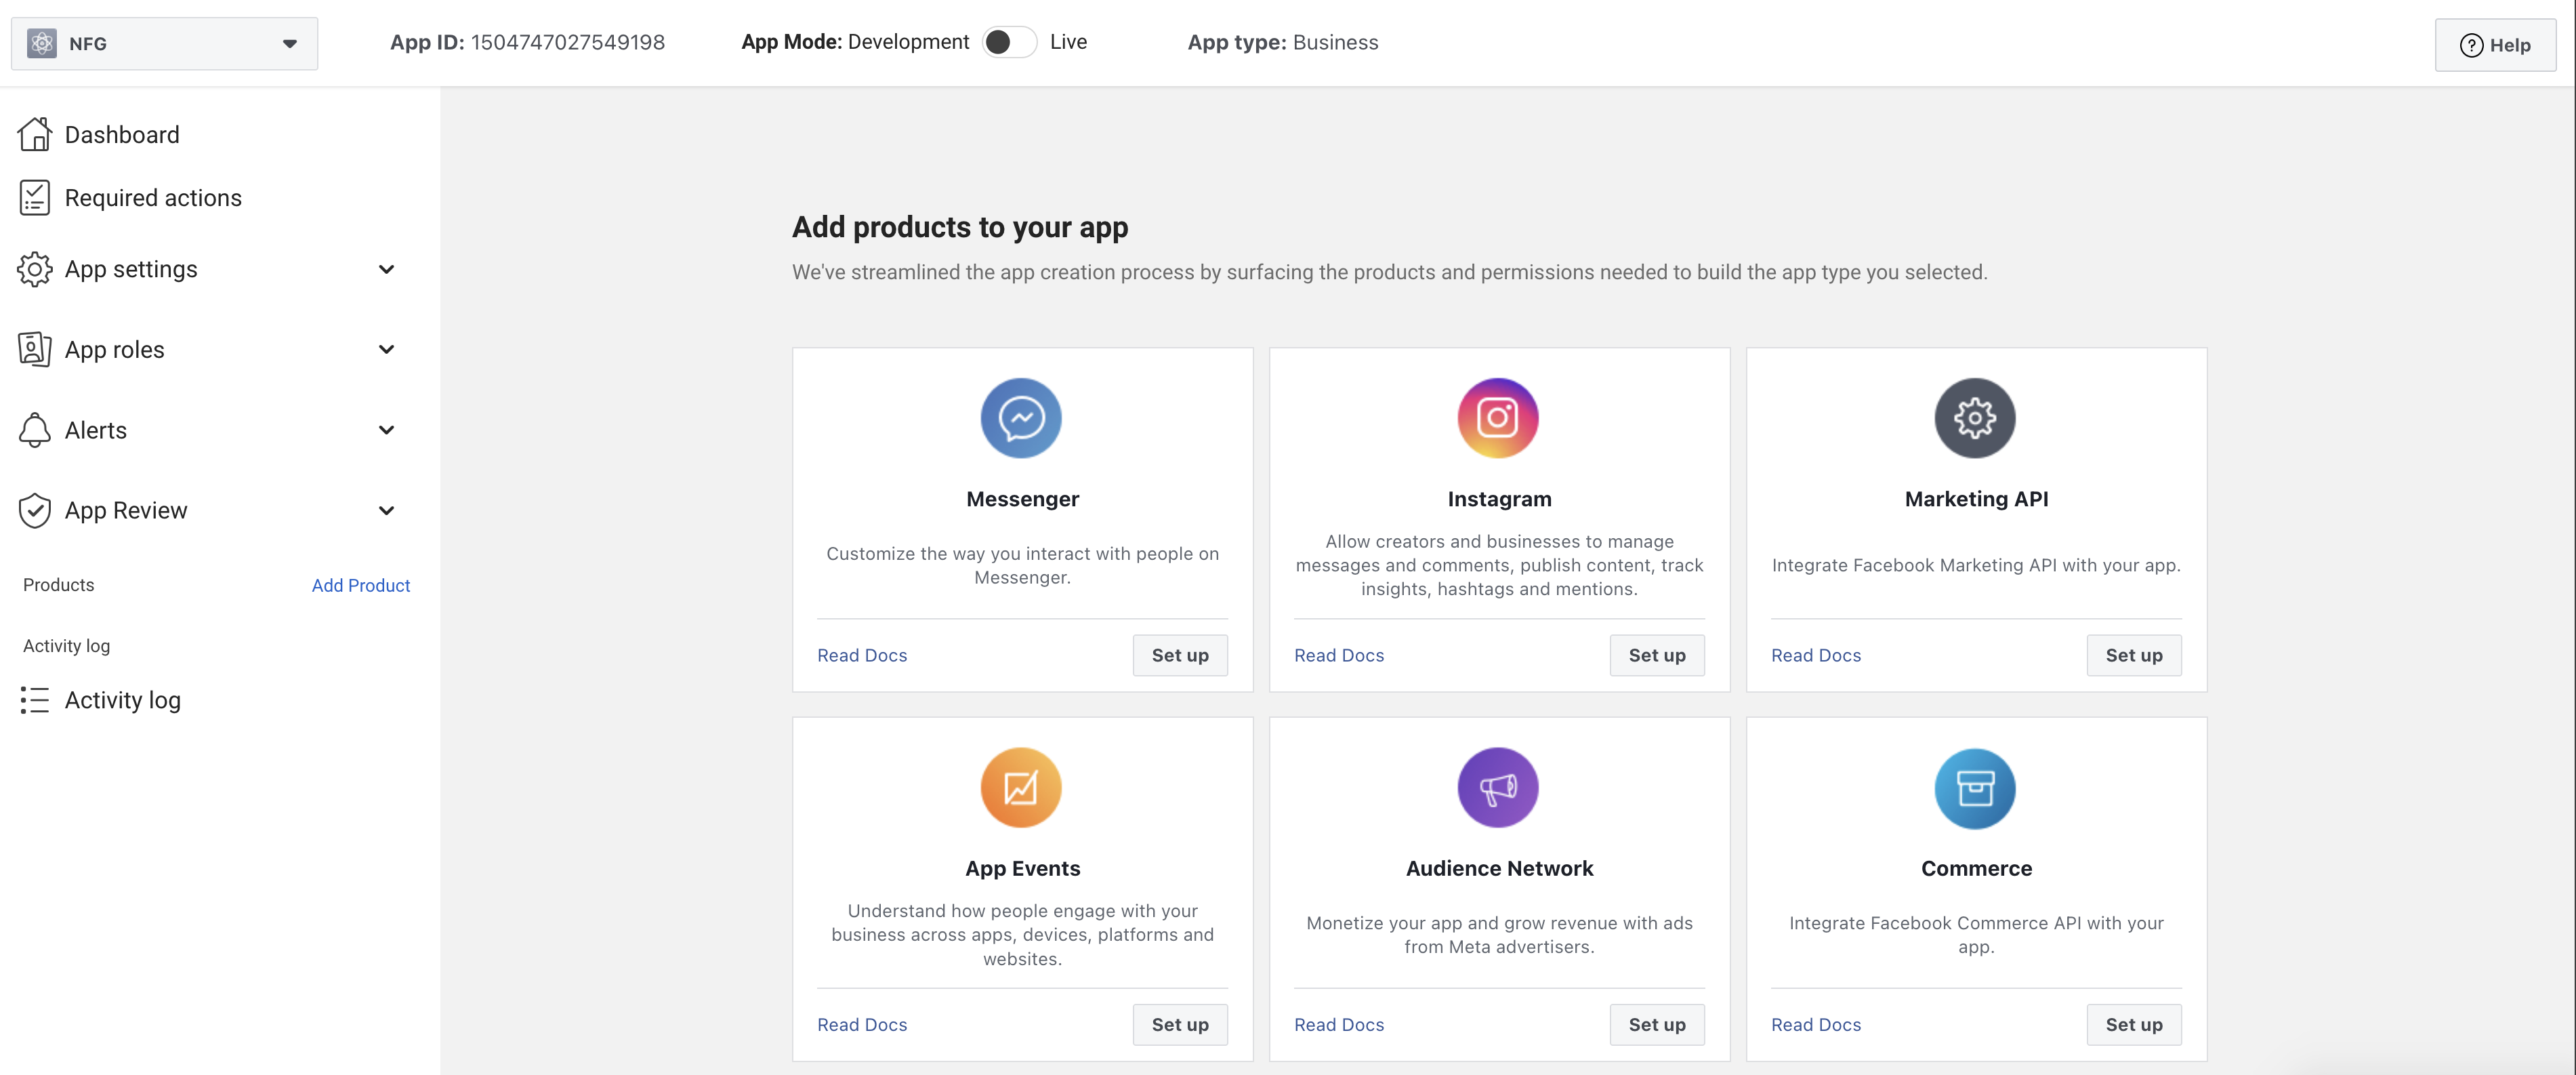 NFG
App ID: 1504747027549198
App Mode: Development Live
App type: Business
Help
Dashboard
Required actions
App settings
App roles
Alerts
App Review
Products Add Product
Activity log
Activity log
Add products to your app
We've streamlined the app creation process by surfacing the products and permissions needed to build the app type you selected.
Messenger
Customize the way you interact with people on
Messenger.
Read Docs Set up
Instagram
Allow creators and businesses to manage
messages and comments, publish content, track
insights, hashtags and mentions.
Read Docs Set up
Marketing API
Integrate Facebook Marketing API with your app.
Read Docs Set up
App Events
Understand how people engage with your
business across apps, devices, platforms and
websites.
Read Docs Set up
Audience Network
Monetize your app and grow revenue with ads
from Meta advertisers.
Read Docs Set up
Commerce
Integrate Facebook Commerce API with your
app.
Read Docs Set up